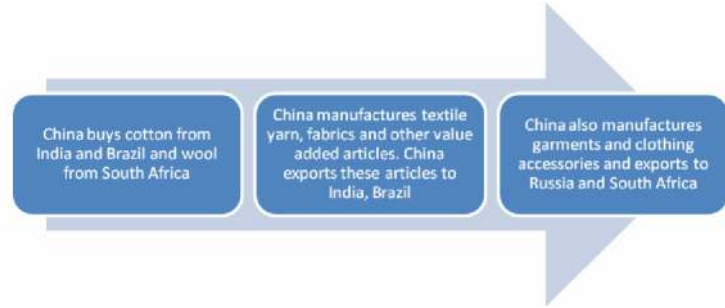 China buys cotton from
India and Brazil and wool
from South Africa
China manufactures textile
yarn, fabrics and other value
added articles. China
exports these articles to
India, Brazil
China also manufactures
garments and clothing
accessories and exports to
Russia and South Africa